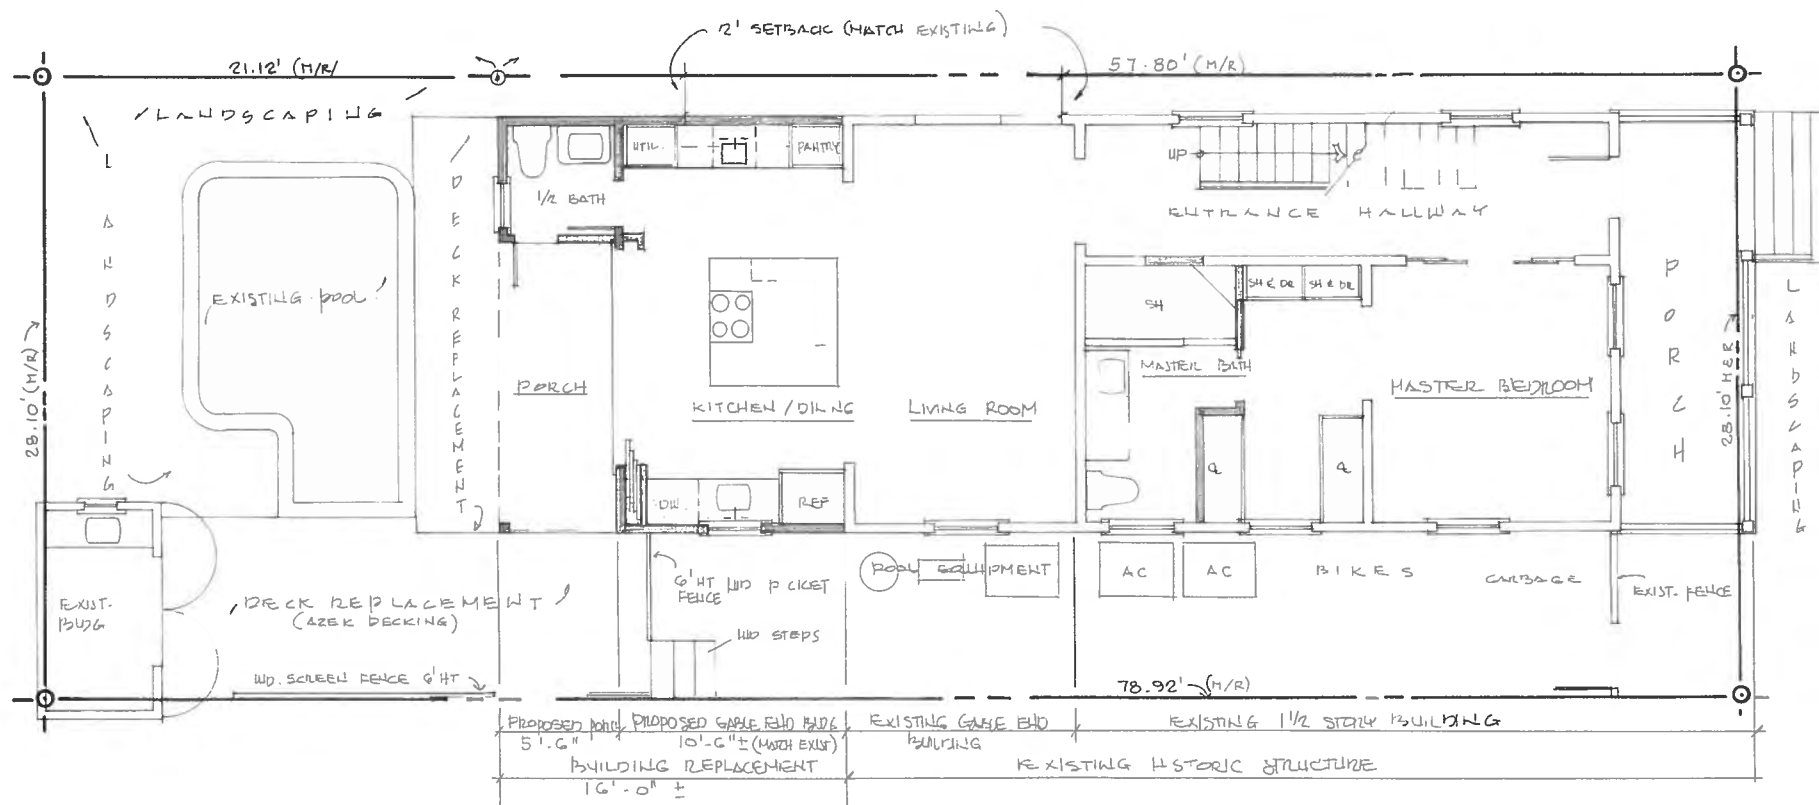 2' SETBACK (MATCH EXISTING)
21.12' (M/R)
57.80' (M/R)
LANDSCAPING
LANDSCAPING
DECK REPLACEMENT
UTIL.
PANTRY
1/2 BATH
UP
ENTRANCE HALLWAY
EXISTING POOL
28.10' (M/R)
PORCH
KITCHEN / DINING
LIVING ROOM
SH
SH & DR
SH & DR
MASTER BATH
MASTER BEDROOM
PORCH
28.10' M&R
LANDSCAPING
CL
CL
DW.
REF
EXIST.
BLDG
DECK REPLACEMENT
(AZEK DECKING)
6' HT WD PICKET
FENCE
WD STEPS
POOL EQUIPMENT
AC
AC
BIKES
GARBAGE
EXIST. FENCE
WD. SCREEN FENCE 6' HT
78.92' (M/R)
PROPOSED PORCH
5'-6"
PROPOSED GABLE END BLDG
10'-6" ± (MATCH EXIST)
EXISTING GABLE END
BUILDING
EXISTING 1 1/2 STORY BUILDING
BUILDING REPLACEMENT
16'-0" ±
EXISTING HISTORIC STRUCTURE